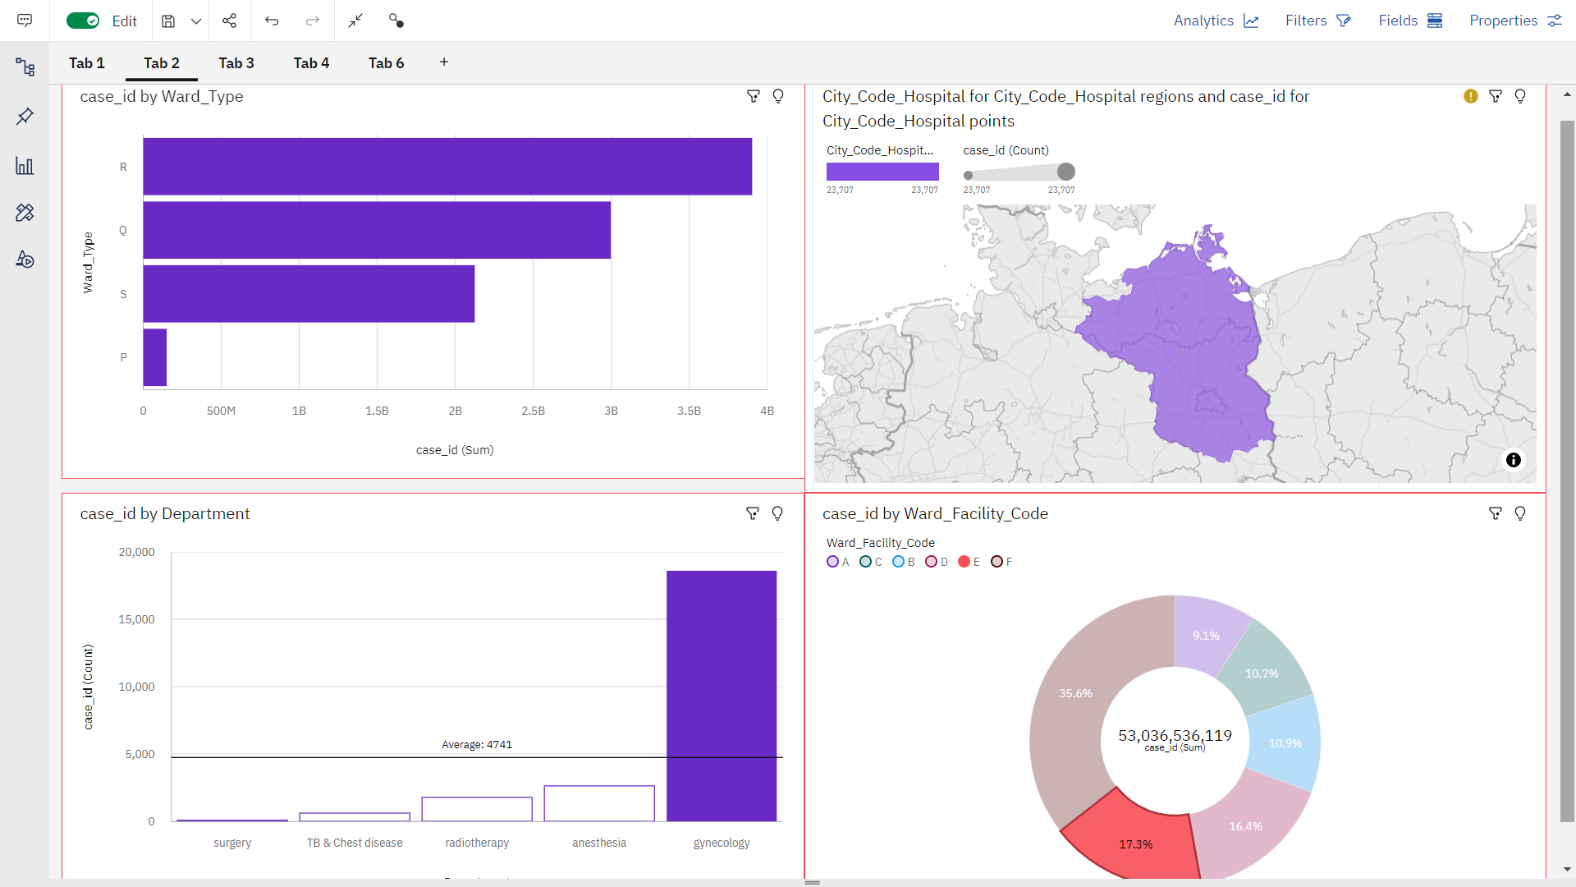 Edit
Analytics
Filters
Fields
Properties
Tab 1
Tab 2
Tab 3
Tab 4
Tab 6
+
case_id by Ward_Type
Ward_Type
R
Q
S
P
0
500M
1B
1.5B
2B
2.5B
3B
3.5B
4B
case_id (Sum)
City_Code_Hospital for City_Code_Hospital regions and case_id for
City_Code_Hospital points
City_Code_Hospit...
case_id (Count)
23,707
23,707
23,707
23,707
case_id by Department
case_id (Count)
20,000
15,000
10,000
5,000
0
Average: 4741
surgery
TB & Chest disease
radiotherapy
anesthesia
gynecology
case_id by Ward_Facility_Code
Ward_Facility_Code
A
C
B
D
E
F
9.1%
10.7%
10.9%
16.4%
17.3%
35.6%
53,036,536,119
case_id (Sum)